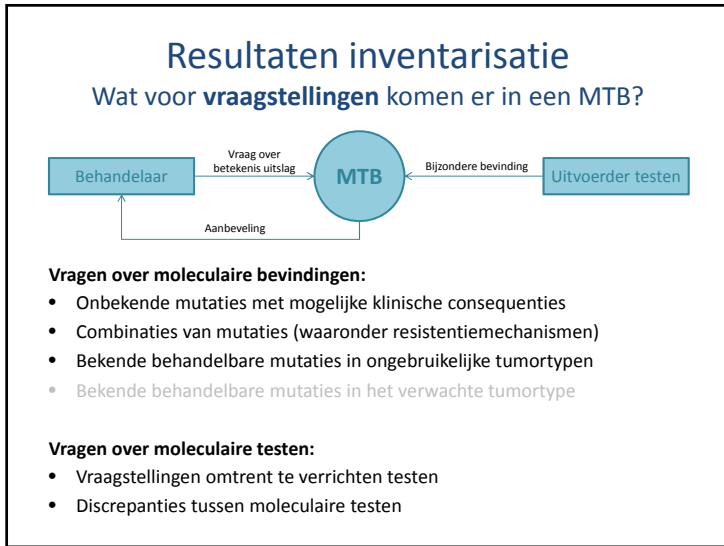 Resultaten inventarisatie
Wat voor vraagstellingen komen er in een MTB?
Behandelaar
Vraag over
betekenis uitslag
MTB
Bijzondere bevinding
Uitvoerder testen
Aanbeveling
Vragen over moleculaire bevindingen:
• Onbekende mutaties met mogelijke klinische consequenties
• Combinaties van mutaties (waaronder resistentiemechanismen)
• Bekende behandelbare mutaties in ongebruikelijke tumortypen
• Bekende behandelbare mutaties in het verwachte tumortype
Vragen over moleculaire testen:
• Vraagstellingen omtrent te verrichten testen
• Discrepanties tussen moleculaire testen